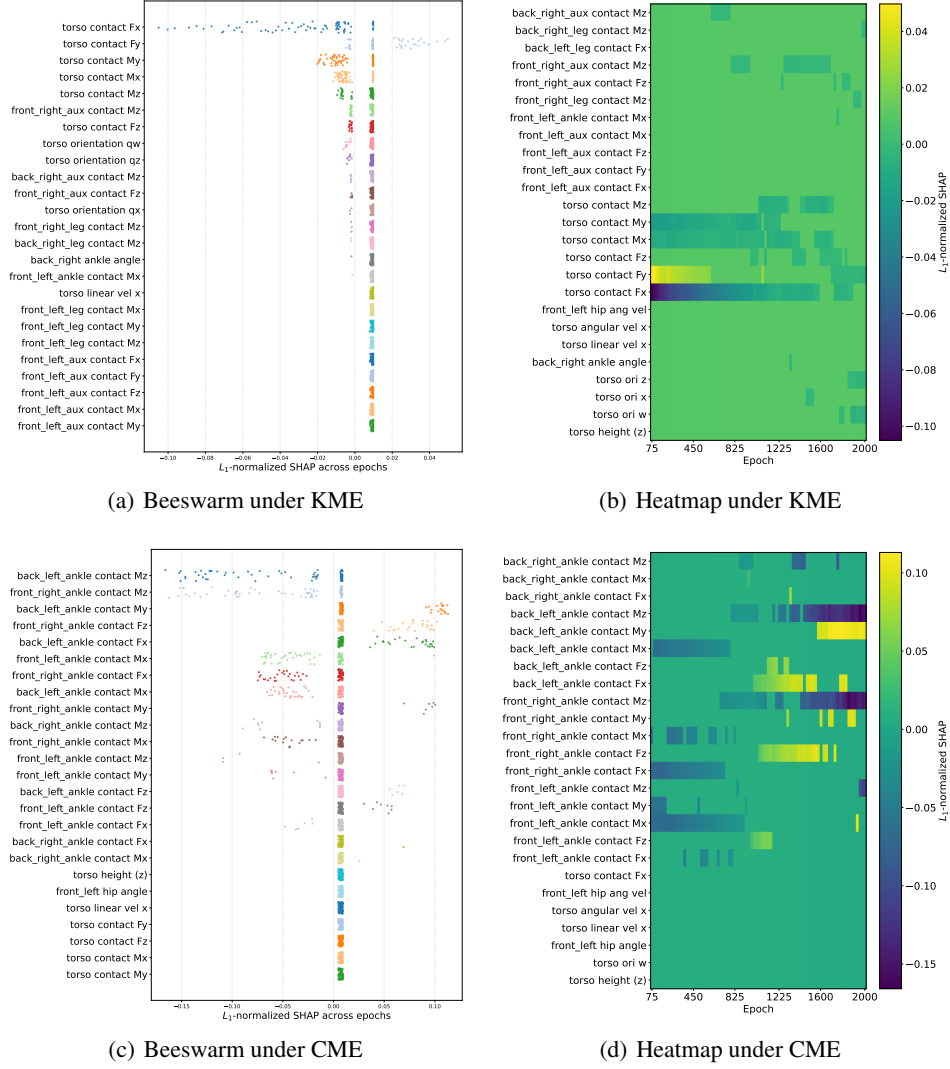 torso contact Fx
torso contact Fy
torso contact My
torso contact Mx
torso contact Mz
front_right_aux contact Mz
torso contact Fz
torso orientation qw
torso orientation qz
back_right_aux contact Mz
front_right_aux contact Fz
torso orientation qx
front_right_leg contact Mz
back_right_leg contact Mz
back_right ankle angle
front_left_ankle contact Mx
torso linear vel x
front_left_leg contact Mx
front_left_leg contact My
front_left_leg contact Mz
front_left_aux contact Fx
front_left_aux contact Fy
front_left_aux contact Fz
front_left_aux contact Mx
front_left_aux contact My
−0.10 −0.08 −0.06 −0.04 −0.02 0.00 0.02 0.04
L1-normalized SHAP across epochs
(a) Beeswarm under KME
back_right_aux contact Mz
back_right_leg contact Mz
back_left_leg contact Fx
front_right_aux contact Mz
front_right_aux contact Fz
front_right_leg contact Mz
front_left_ankle contact Mx
front_left_aux contact Mx
front_left_aux contact Fz
front_left_aux contact Fy
front_left_aux contact Fx
torso contact Mz
torso contact My
torso contact Mx
torso contact Fz
torso contact Fy
torso contact Fx
front_left hip ang vel
torso angular vel x
torso linear vel x
back_right ankle angle
torso ori z
torso ori x
torso ori w
torso height (z)
75 450 825 1225 1600 2000
Epoch
0.04
0.02
0.00
−0.02
−0.04
−0.06
−0.08
−0.10
L1-normalized SHAP
(b) Heatmap under KME
back_left_ankle contact Mz
front_right_ankle contact Mz
back_left_ankle contact My
front_right_ankle contact Fz
back_left_ankle contact Fx
front_left_ankle contact Mx
front_right_ankle contact Fx
back_left_ankle contact Mx
front_right_ankle contact My
back_right_ankle contact Mz
front_right_ankle contact Mx
front_left_ankle contact Mz
front_left_ankle contact My
back_left_ankle contact Fz
front_left_ankle contact Fz
front_left_ankle contact Fx
back_right_ankle contact Fx
back_right_ankle contact Mx
torso height (z)
front_left hip angle
torso linear vel x
torso contact Fy
torso contact Fz
torso contact Mx
torso contact My
−0.15 −0.10 −0.05 0.00 0.05 0.10
L1-normalized SHAP across epochs
(c) Beeswarm under CME
back_right_ankle contact Mz
back_right_ankle contact Mx
back_right_ankle contact Fx
back_left_ankle contact Mz
back_left_ankle contact My
back_left_ankle contact Mx
back_left_ankle contact Fz
back_left_ankle contact Fx
front_right_ankle contact Mz
front_right_ankle contact My
front_right_ankle contact Mx
front_right_ankle contact Fz
front_right_ankle contact Fx
front_left_ankle contact Mz
front_left_ankle contact My
front_left_ankle contact Mx
front_left_ankle contact Fz
front_left_ankle contact Fx
torso contact Fx
front_left hip ang vel
torso angular vel x
torso linear vel x
front_left hip angle
torso ori w
torso height (z)
75 450 825 1225 1600 2000
Epoch
0.10
0.05
0.00
−0.05
−0.10
−0.15
L1-normalized SHAP
(d) Heatmap under CME